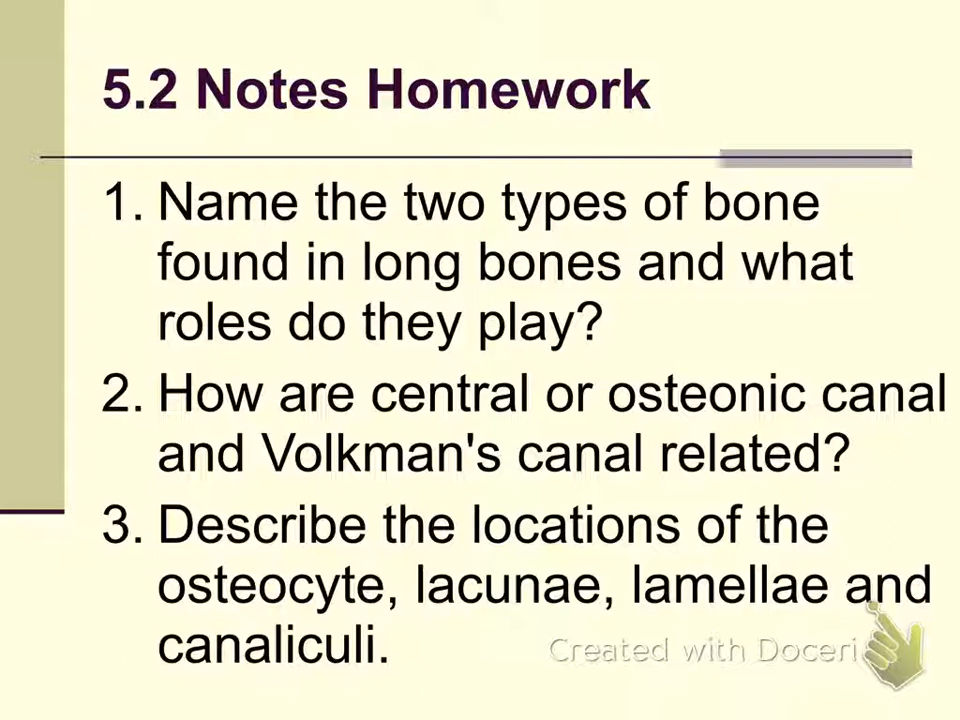 5.2 Notes Homework
1. Name the two types of bone
found in long bones and what
roles do they play?
2. How are central or osteonic canal
and Volkman's canal related?
3. Describe the locations of the
osteocyte, lacunae, lamellae and
canaliculi.
Created with Doceri